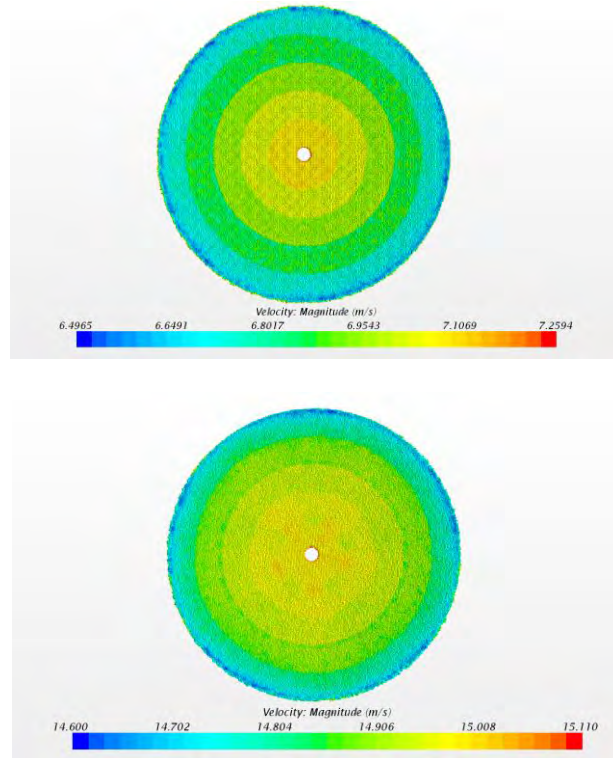 Velocity: Magnitude (m/s)
6.4965 6.6491 6.8017 6.9543 7.1069 7.2594
Velocity: Magnitude (m/s)
14.600 14.702 14.804 14.906 15.008 15.110